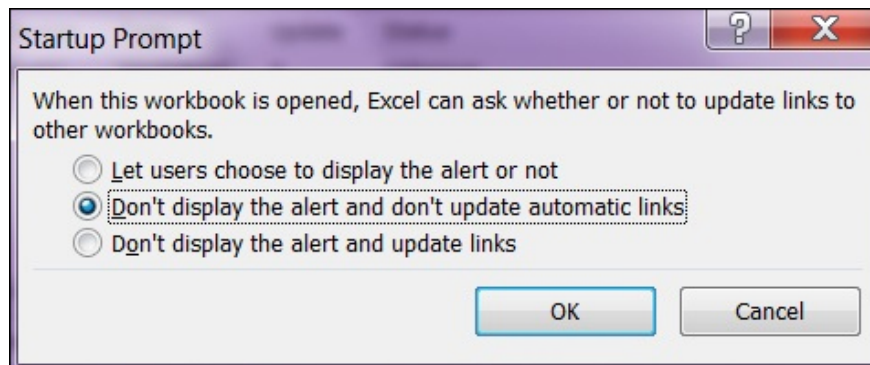 Startup Prompt
When this workbook is opened, Excel can ask whether or not to update links to
other workbooks.
Let users choose to display the alert or not
Don't display the alert and don't update automatic links
Don't display the alert and update links
OK
Cancel